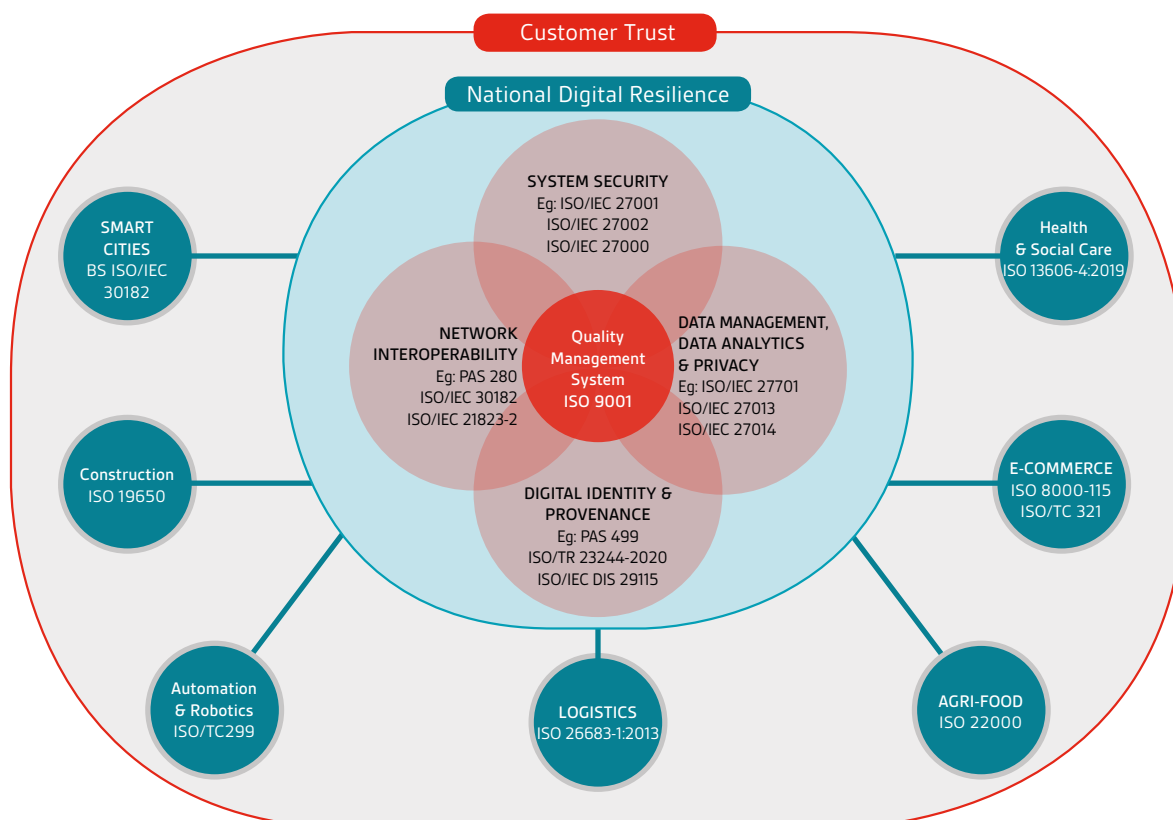 Customer Trust
National Digital Resilience
SYSTEM SECURITY
Eg: ISO/IEC 27001
ISO/IEC 27002
ISO/IEC 27000
SMART
CITIES
BS ISO/IEC
30182
Health
& Social Care
ISO 13606-4:2019
NETWORK
INTEROPERABILITY
Eg: PAS 280
ISO/IEC 30182
ISO/IEC 21823-2
Quality
Management
System
ISO 9001
DATA MANAGEMENT,
DATA ANALYTICS
& PRIVACY
Eg: ISO/IEC 27701
ISO/IEC 27013
ISO/IEC 27014
Construction
ISO 19650
DIGITAL IDENTITY &
PROVENANCE
Eg: PAS 499
ISO/TR 23244-2020
ISO/IEC DIS 29115
E-COMMERCE
ISO 8000-115
ISO/TC 321
Automation
& Robotics
ISO/TC299
LOGISTICS
ISO 26683-1:2013
AGRI-FOOD
ISO 22000